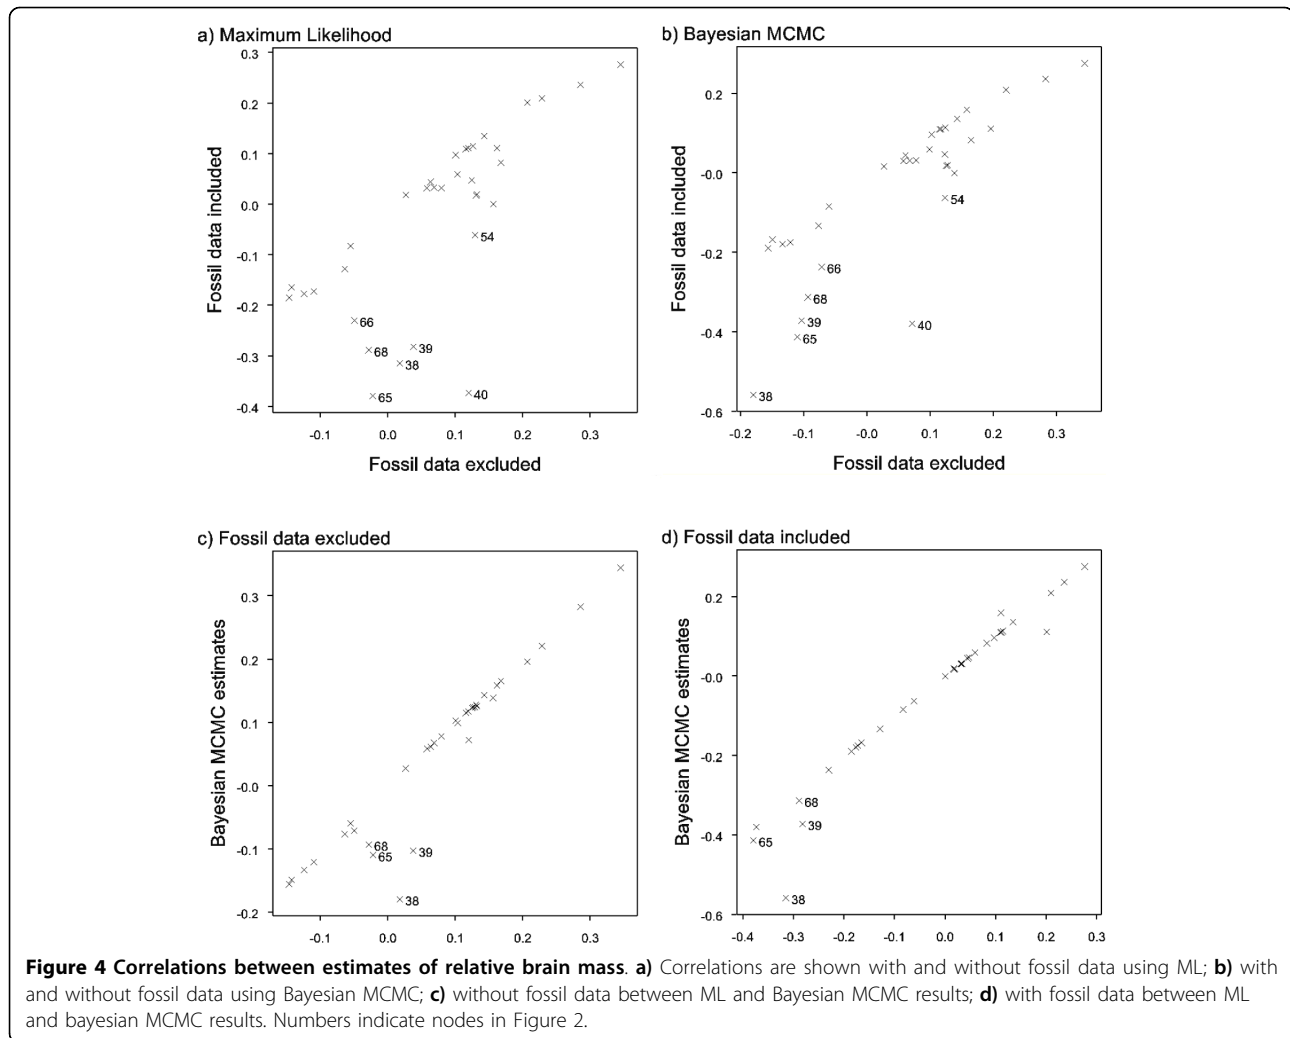 a) Maximum Likelihood
0.3
0.2
0.1
0.0
-0.1
-0.2
-0.3
-0.4
Fossil data included
54
66
68
39
38
65
40
-0.1 0.0 0.1 0.2 0.3
Fossil data excluded
b) Bayesian MCMC
0.2
-0.0
-0.2
-0.4
-0.6
Fossil data included
54
66
68
39
40
65
38
-0.2 -0.1 -0.0 0.1 0.2 0.3
Fossil data excluded
c) Fossil data excluded
0.3
0.2
0.1
-0.0
-0.1
-0.2
Bayesian MCMC estimates
68
65
39
38
-0.1 0.0 0.1 0.2 0.3
d) Fossil data included
0.2
-0.0
-0.2
-0.4
-0.6
Bayesian MCMC estimates
68
39
65
38
-0.4 -0.3 -0.2 -0.1 0.0 0.1 0.2 0.3
Figure 4 Correlations between estimates of relative brain mass. a) Correlations are shown with and without fossil data using ML; b) with
and without fossil data using Bayesian MCMC; c) without fossil data between ML and Bayesian MCMC results; d) with fossil data between ML
and bayesian MCMC results. Numbers indicate nodes in Figure 2.